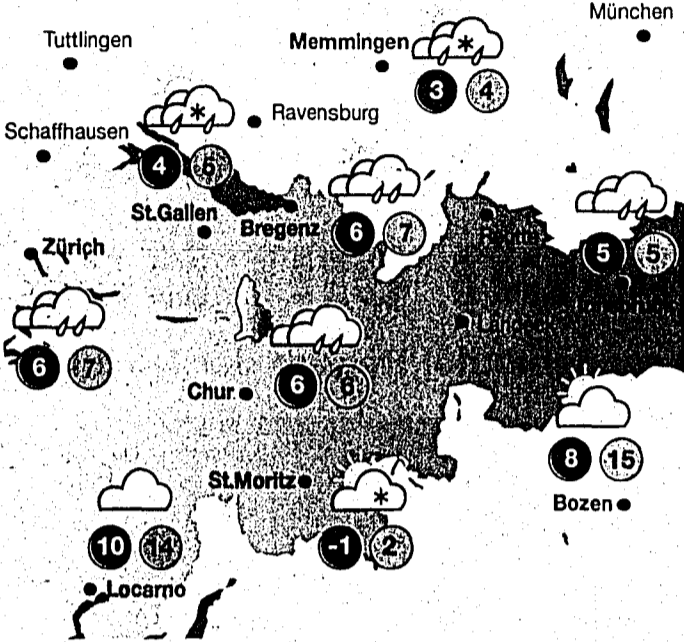 München
Tuttlingen
Memmingen
3 4
Ravensburg
Schaffhausen
4 5
St.Gallen
Bregenz
6 7
5 5
Zürich
6 7
6
Chur
8 15
St.Moritz
Bozen
10 14
-1 2
Locarno